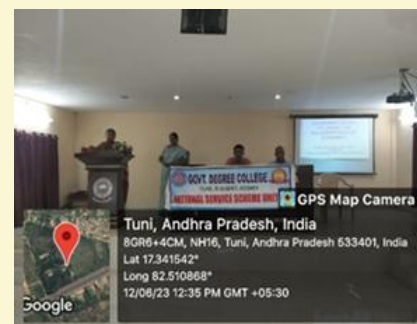 GOVT. DEGREE COLLEGE
NATIONAL SERVICE SCHEME UNIT
GPS Map Camera
Tuni, Andhra Pradesh, India
8GR6+4CM, NH16, Tuni, Andhra Pradesh 533401, India
Lat 17.341542°
Long 82.510868°
12/06/23 12:35 PM GMT +05:30
Google